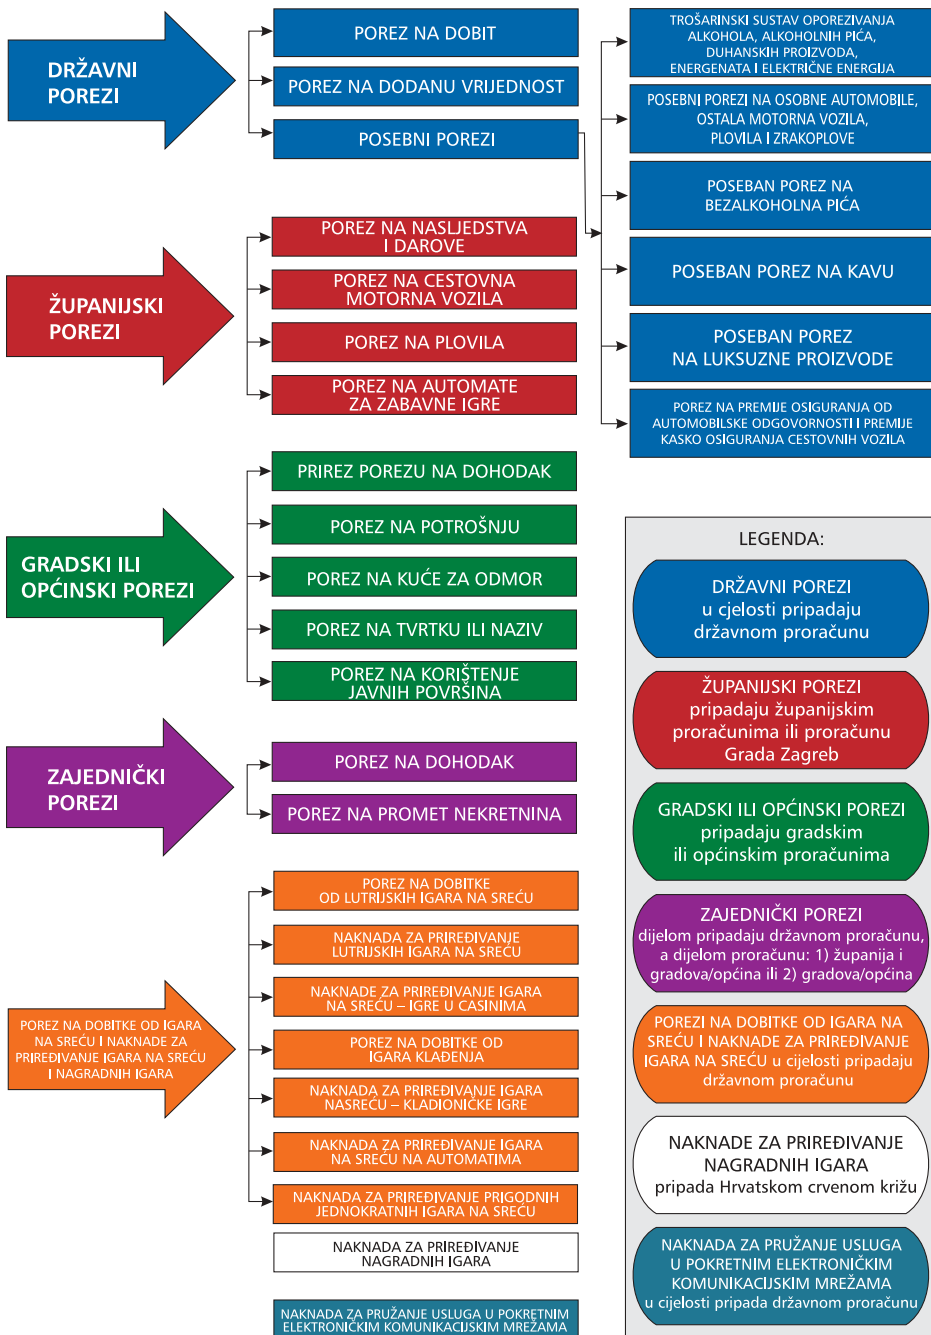 DRŽAVNI
POREZI
POREZ NA DOBIT
POREZ NA DODANU VRIJEDNOST
POSEBNI POREZI
TROŠARINSKI SUSTAV OPOREZIVANJA
ALKOHOLA, ALKOHOLNIH PIĆA,
DUHANSKIH PROIZVODA,
ENERGENATA I ELEKTRIČNE ENERGIJA
POSEBNI POREZI NA OSOBNE AUTOMOBILE,
OSTALA MOTORNA VOZILA,
PLOVILA I ZRAKOPLOVE
POSEBAN POREZ NA
BEZALKOHOLNA PIĆA
POSEBAN POREZ NA KAVU
POSEBAN POREZ
NA LUKSUZNE PROIZVODE
POREZ NA PREMIJE OSIGURANJA OD
AUTOMOBILSKE ODGOVORNOSTI I PREMIJE
KASKO OSIGURANJA CESTOVNIH VOZILA
ŽUPANIJSKI
POREZI
POREZ NA NASLJEDSTVA
I DAROVE
POREZ NA CESTOVNA
MOTORNA VOZILA
POREZ NA PLOVILA
POREZ NA AUTOMATE
ZA ZABAVNE IGRE
GRADSKI ILI
OPĆINSKI POREZI
PRIREZ POREZU NA DOHODAK
POREZ NA POTROŠNJU
POREZ NA KUĆE ZA ODMOR
POREZ NA TVRTKU ILI NAZIV
POREZ NA KORIŠTENJE
JAVNIH POVRŠINA
ZAJEDNIČKI
POREZI
POREZ NA DOHODAK
POREZ NA PROMET NEKRETNINA
POREZ NA DOBITKE OD IGARA
NA SREĆU I NAKNADE ZA
PRIREĐIVANJE IGARA NA SREĆU
I NAGRADNIH IGARA
POREZ NA DOBITKE
OD LUTRIJSKIH IGARA NA SREĆU
NAKNADA ZA PRIREĐIVANJE
LUTRIJSKIH IGARA NA SREĆU
NAKNADE ZA PRIREĐIVANJE IGARA
NA SREĆU – IGRE U CASINIMA
POREZ NA DOBITKE OD
IGARA KLAĐENJA
NAKNADA ZA PRIREĐIVANJE IGARA
NASREĆU – KLADIONIČKE IGRE
NAKNADA ZA PRIREĐIVANJE IGARA
NA SREĆU NA AUTOMATIMA
NAKNADA ZA PRIREĐIVANJE PRIGODNIH
JEDNOKRATNIH IGARA NA SREĆU
NAKNADA ZA PRIREĐIVANJE
NAGRADNIH IGARA
NAKNADA ZA PRUŽANJE USLUGA U POKRETNIM
ELEKTRONIČKIM KOMUNIKACIJSKIM MREŽAMA
LEGENDA:
DRŽAVNI POREZI
u cjelosti pripadaju
državnom proračunu
ŽUPANIJSKI POREZI
pripadaju županijskim
proračunima ili proračunu
Grada Zagreb
GRADSKI ILI OPĆINSKI POREZI
pripadaju gradskim
ili općinskim proračunima
ZAJEDNIČKI POREZI
dijelom pripadaju državnom proračunu,
a dijelom proračunu: 1) županija i
gradova/općina ili 2) gradova/općina
POREZI NA DOBITKE OD IGARA NA
SREĆU I NAKNADE ZA PRIREĐIVANJE
IGARA NA SREĆU u cijelosti pripadaju
državnom proračunu
NAKNADE ZA PRIREĐIVANJE
NAGRADNIH IGARA
pripada Hrvatskom crvenom križu
NAKNADA ZA PRUŽANJE USLUGA
U POKRETNIM ELEKTRONIČKIM
KOMUNIKACIJSKIM MREŽAMA
u cijelosti pripada državnom proračunu